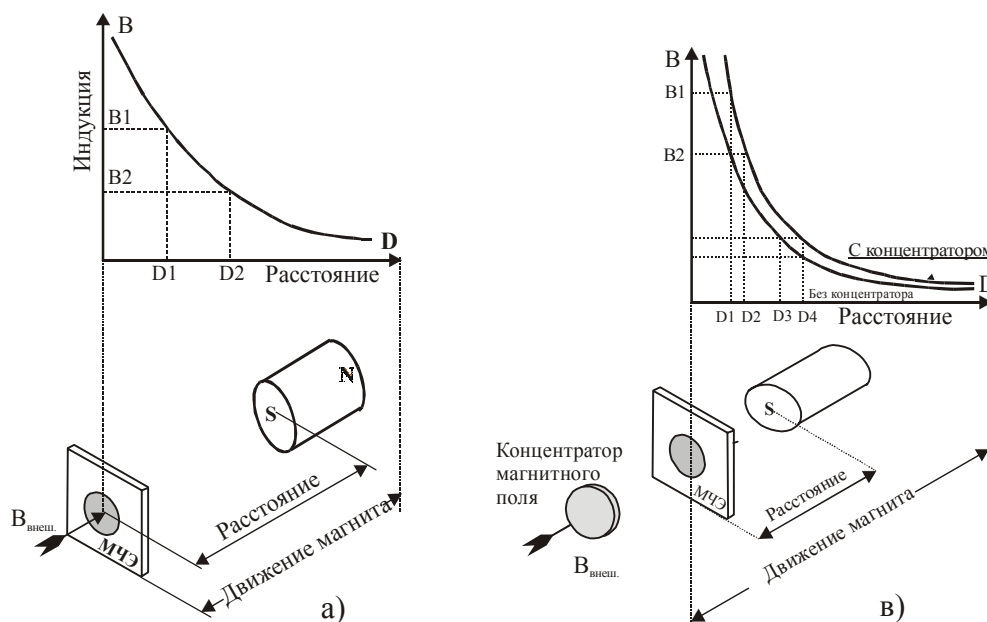 B
Индукция
B1
B2
D
D1
D2
Расстояние
N
S
Расстояние
Движение магнита
Bвнеш.
МЧЭ
а)
B
B1
B2
С концентратором
D
Без концентратора
D1
D2
D3
D4
Расстояние
S
Концентратор
магнитного
поля
МЧЭ
Расстояние
Движение магнита
Bвнеш.
в)